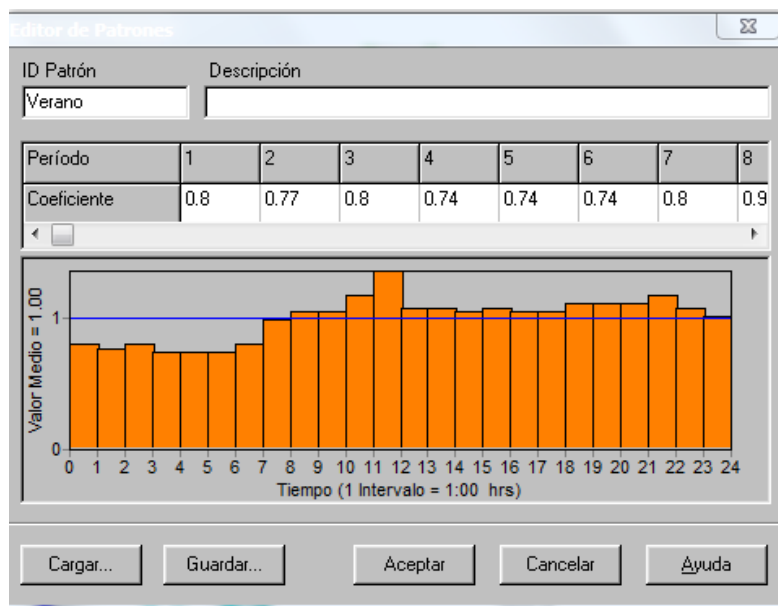 Editor de Patrones
ID Patrón Descripción
Verano
Período 1 2 3 4 5 6 7 8
Coeficiente 0.8 0.77 0.8 0.74 0.74 0.74 0.8 0.9
Valor Medio = 1.00
1
0
0 1 2 3 4 5 6 7 8 9 10 11 12 13 14 15 16 17 18 19 20 21 22 23 24
Tiempo (1 Intervalo = 1:00 hrs)
Cargar... Guardar... Aceptar Cancelar Ayuda